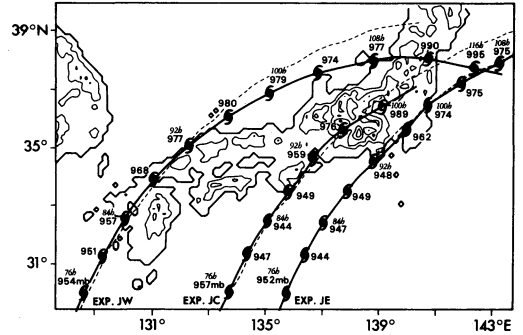 39°N
108h
977
990
116h
995
108h
975
974
100h
979
975
980
100h
989
100h
974
92h
977
976
962
92h
959
92h
948
968
949
949
84h
957
84h
944
84h
947
35
951
947
944
31°
76h
954mb
76h
957mb
76h
952mb
EXP. JW
EXP. JC
EXP. JE
131°
135°
139°
143°E